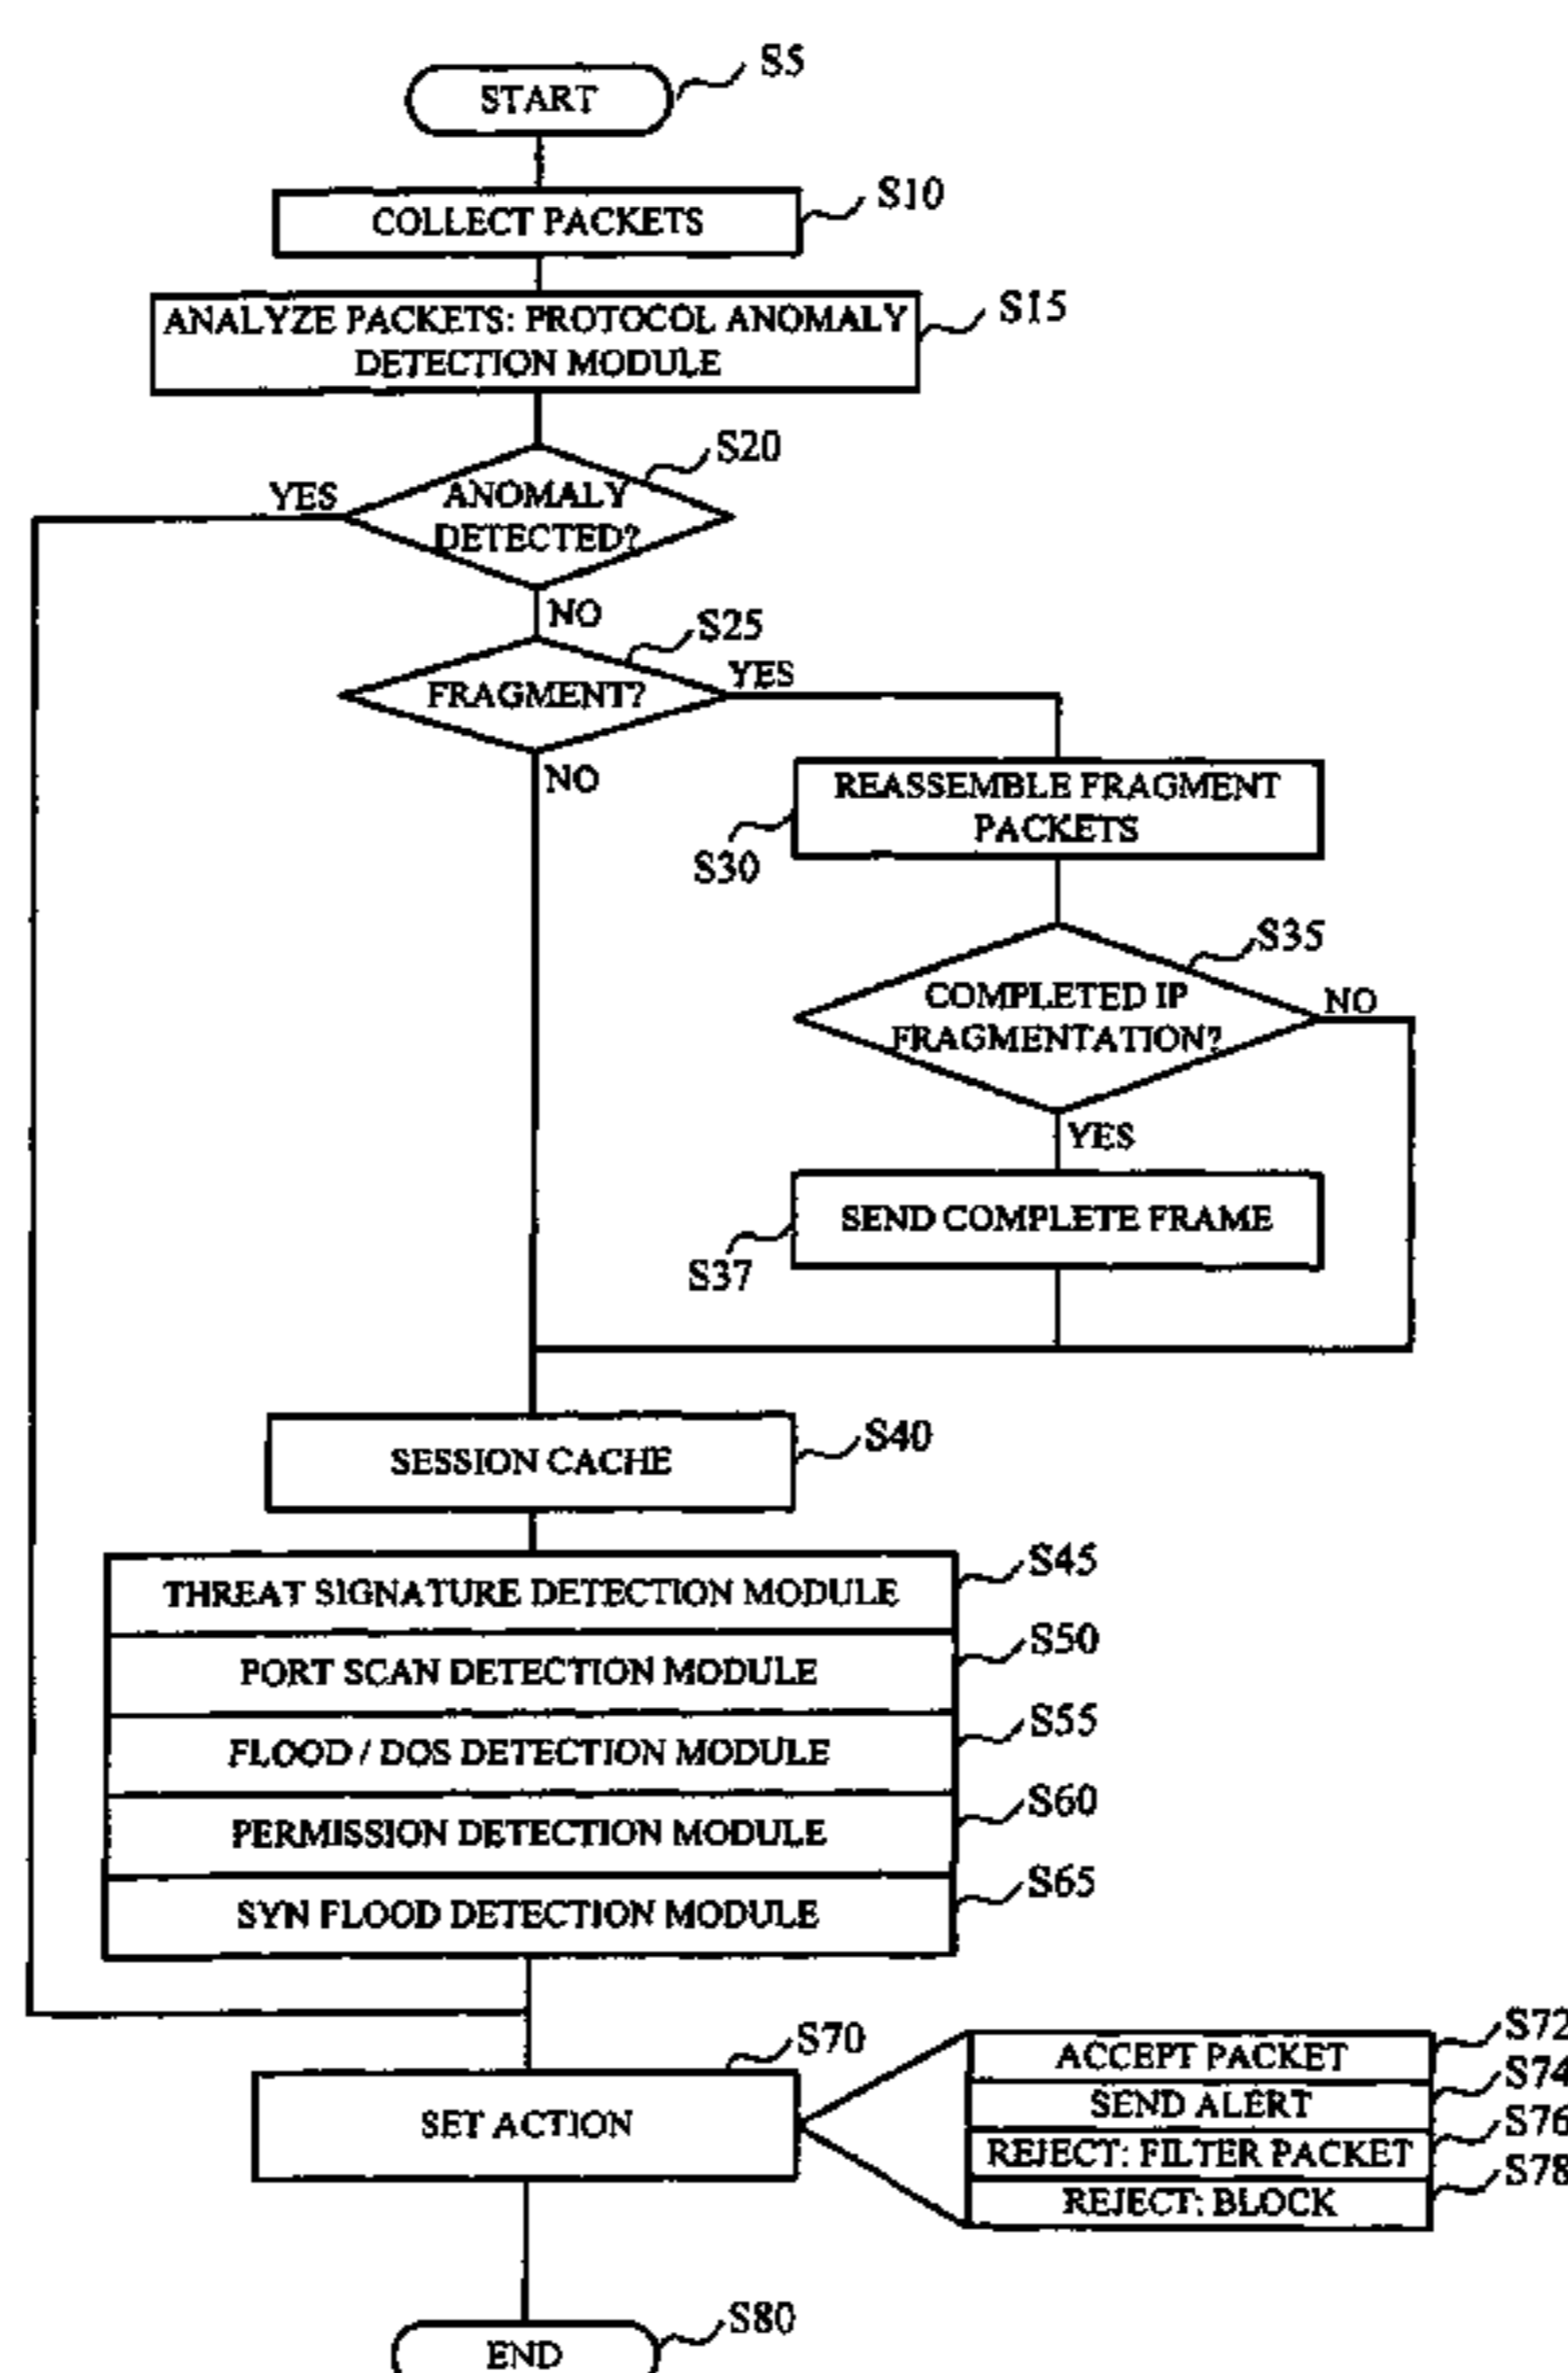 START
S5
COLLECT PACKETS
S10
ANALYZE PACKETS: PROTOCOL ANOMALY
DETECTION MODULE
S15
S20
YES
ANOMALY
DETECTED?
NO
S25
FRAGMENT?
YES
NO
REASSEMBLE FRAGMENT
PACKETS
S30
S35
COMPLETED IP
FRAGMENTATION?
NO
YES
SEND COMPLETE FRAME
S37
SESSION CACHE
S40
THREAT SIGNATURE DETECTION MODULE
S45
PORT SCAN DETECTION MODULE
S50
FLOOD / DOS DETECTION MODULE
S55
PERMISSION DETECTION MODULE
S60
SYN FLOOD DETECTION MODULE
S65
SET ACTION
S70
ACCEPT PACKET
S72
SEND ALERT
S74
REJECT: FILTER PACKET
S76
REJECT: BLOCK
S78
END
S80